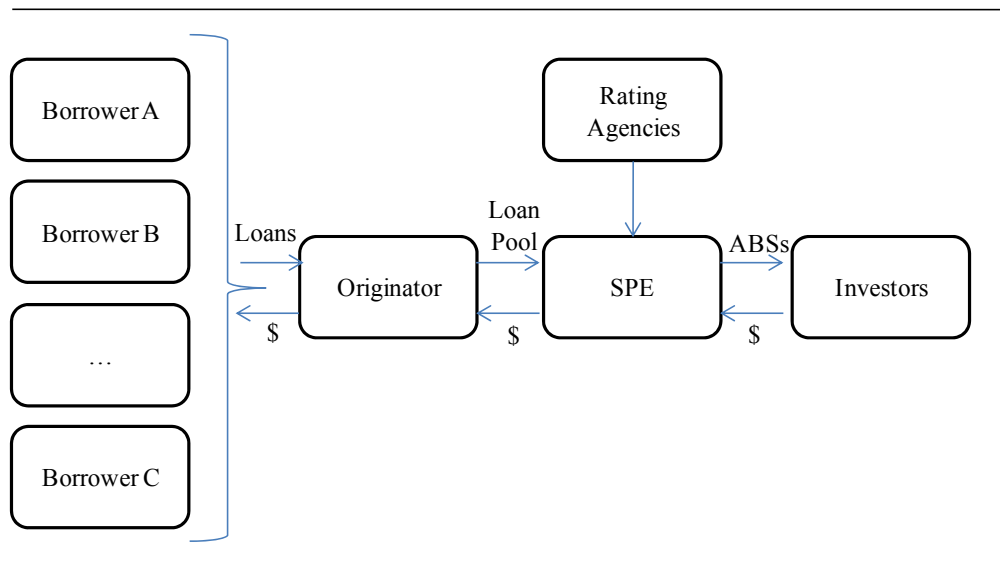 Borrower A
Borrower B
…
Borrower C
Loans
$
Originator
Loan
Pool
$
Rating
Agencies
SPE
ABSs
$
Investors